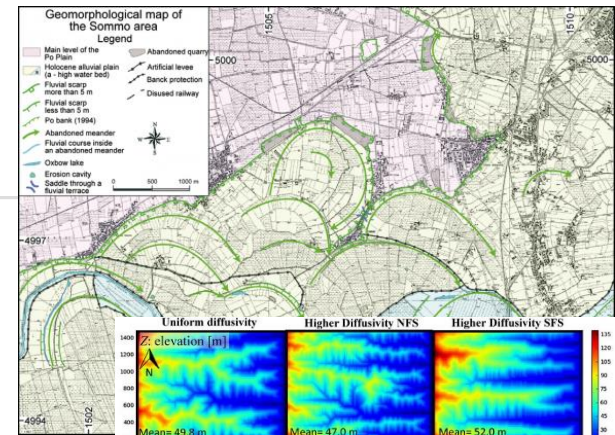 Geomorphological map of
the Sommo area
Legend
Main level of the
Po Plain
Holocene alluvial plain
(a - high water bed)
Fluvial scarp
more than 5 m
Fluvial scarp
less than 5 m
Po bank (1994)
Abandoned meander
Fluvial course inside
an abandoned meander
Oxbow lake
Erosion cavity
Saddle through a
fluvial terrace
Abandoned quarry
Artificial levee
Banck protection
Disused railway
N
0 500 1000 m
1505
1510
5000
5000
4997
4994
1502
Uniform diffusivity
Higher Diffusivity NFS
Higher Diffusivity SFS
Z: elevation [m]
N
1400
1200
1000
800
600
400
Mean= 49.8 m
Mean= 47.0 m
Mean= 52.0 m
135
120
105
90
75
60
45
30